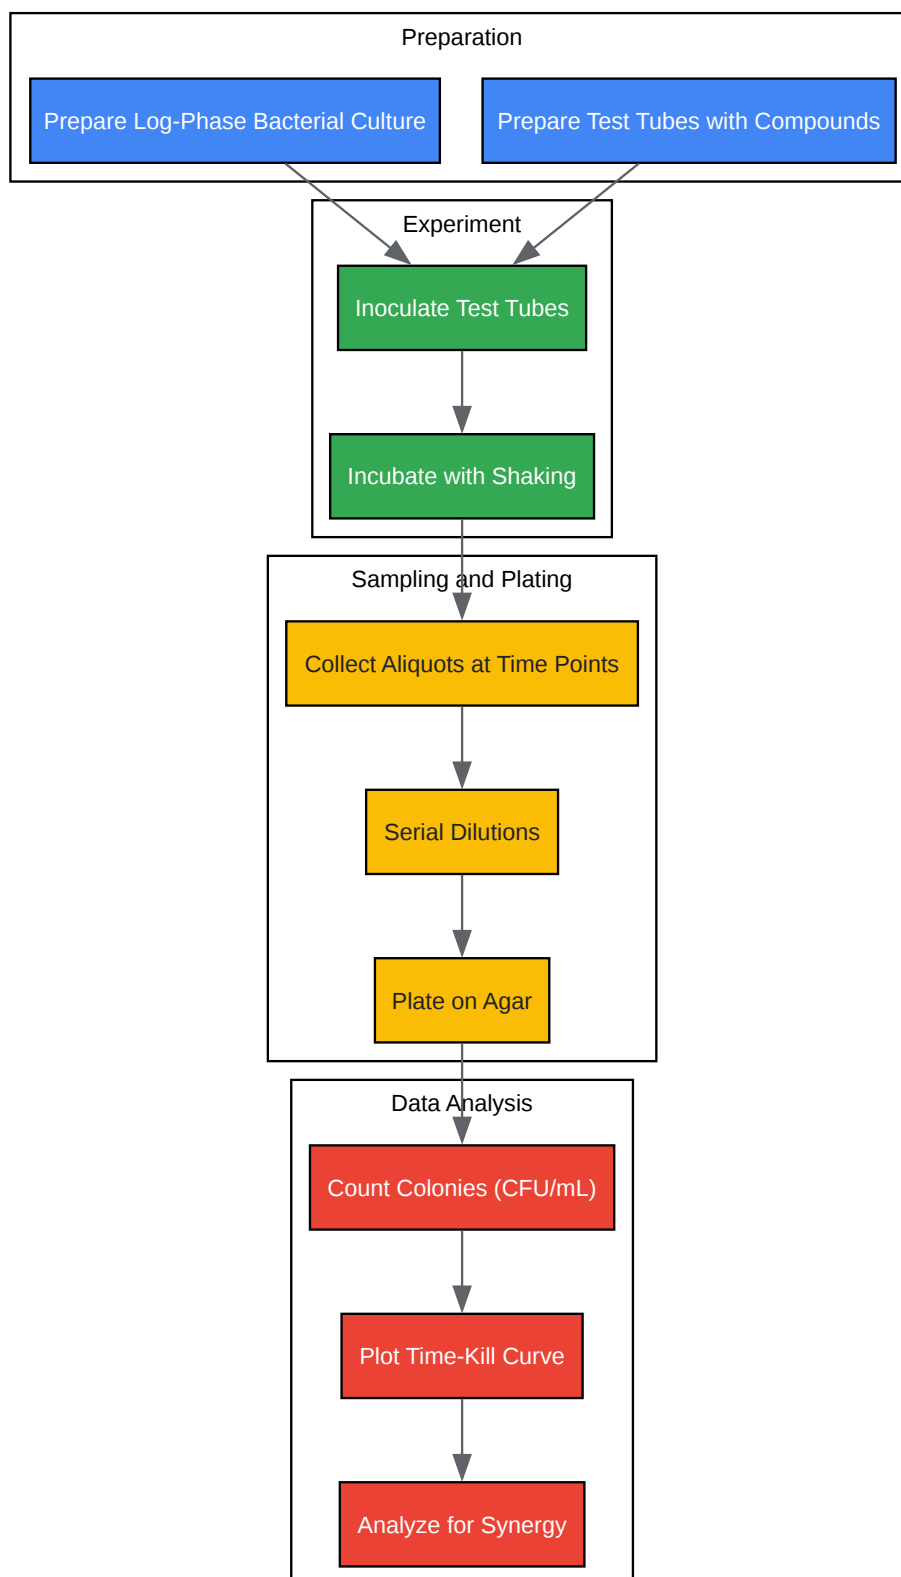 Preparation
Prepare Log-Phase Bacterial Culture
Prepare Test Tubes with Compounds
Experiment
Inoculate Test Tubes
Incubate with Shaking
Sampling and Plating
Collect Aliquots at Time Points
Serial Dilutions
Plate on Agar
Data Analysis
Count Colonies (CFU/mL)
Plot Time-Kill Curve
Analyze for Synergy